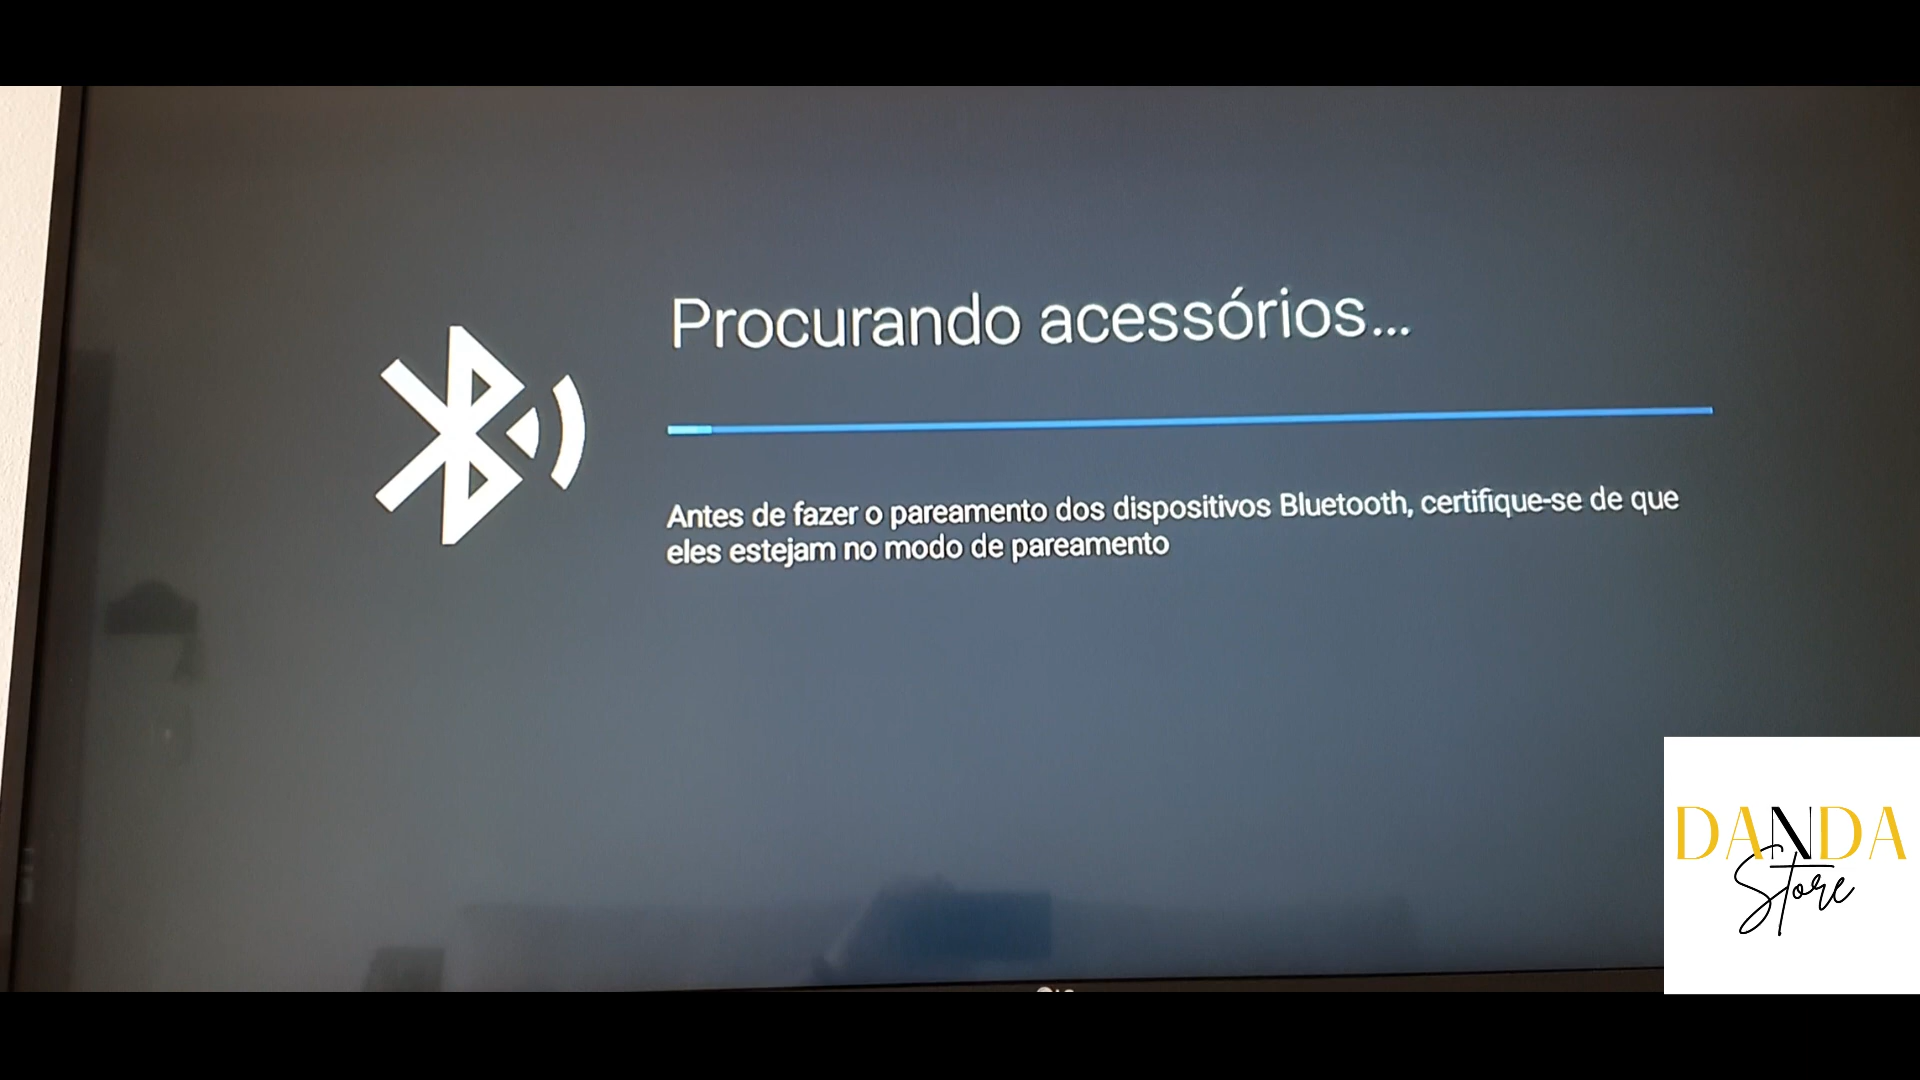 Procurando acessórios...
Antes de fazer o pareamento dos dispositivos Bluetooth, certifique-se de que
eles estejam no modo de pareamento
DANDA
Store